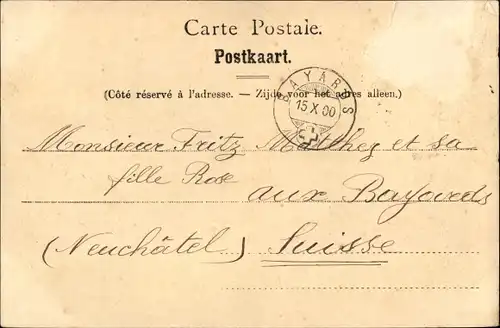 Carte Postale.
Postkaart.
(Côté réservé à l'adresse. — Zijde voor het adres alleen.)
BAYARDS
15 X 00
Monsieur Fritz Matthey et sa
fille Rose
aux Bayards
(Neuchâtel) Suisse